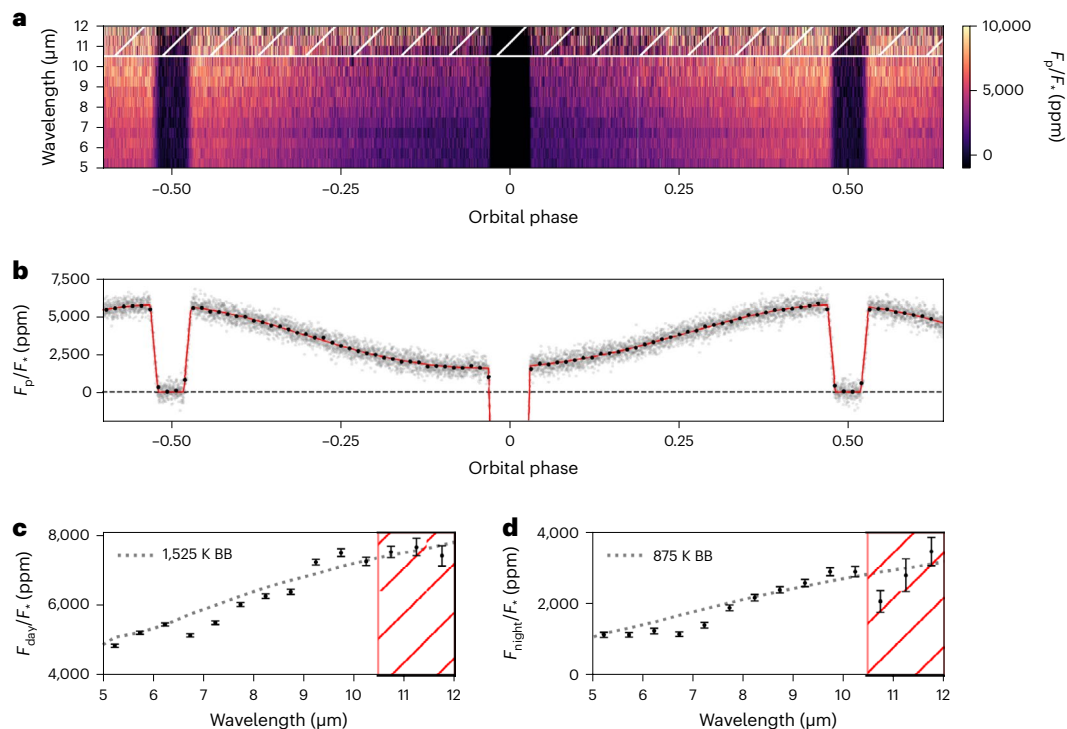 a
12
11
10
9
8
7
6
5
Wavelength (µm)
−0.50
−0.25
0
0.25
0.50
Orbital phase
10,000
5,000
0
Fp/F* (ppm)
b
7,500
5,000
2,500
0
Fp/F* (ppm)
−0.50
−0.25
0
0.25
0.50
Orbital phase
c
8,000
6,000
4,000
Fday/F* (ppm)
1,525 K BB
5 6 7 8 9 10 11 12
Wavelength (µm)
d
4,000
2,000
0
Fnight/F* (ppm)
875 K BB
5 6 7 8 9 10 11 12
Wavelength (µm)